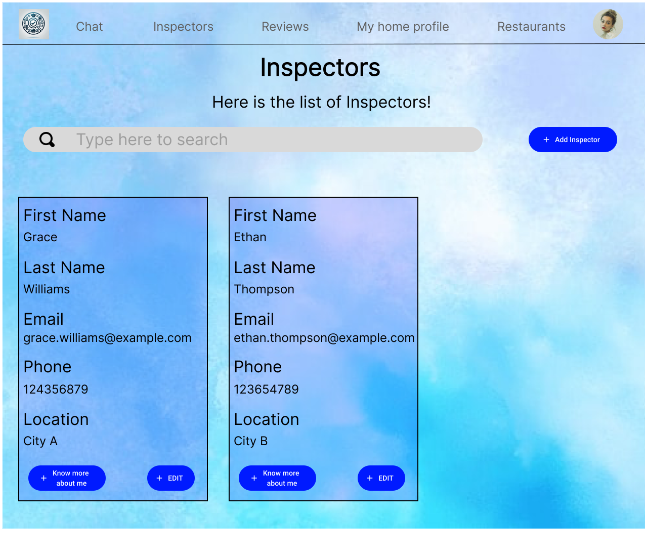 Chat Inspectors Reviews My home profile Restaurants
Inspectors
Here is the list of Inspectors!
Type here to search
+ Add Inspector
First Name
Grace
Last Name
Williams
Email
grace.williams@example.com
Phone
124356879
Location
City A
+ Know more
about me
+ EDIT
First Name
Ethan
Last Name
Thompson
Email
ethan.thompson@example.com
Phone
123654789
Location
City B
+ Know more
about me
+ EDIT